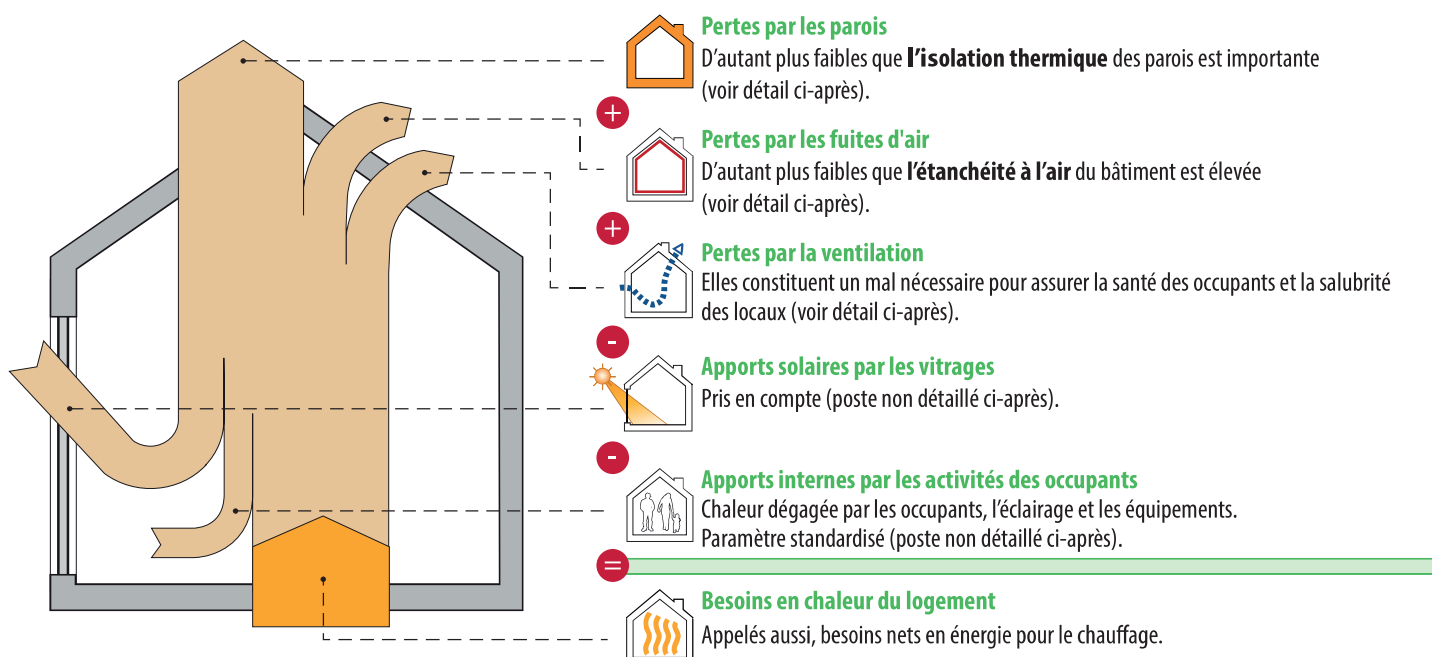 Pertes par les parois
D'autant plus faibles que l'isolation thermique des parois est importante
(voir détail ci-après).
+
Pertes par les fuites d'air
D'autant plus faibles que l'étanchéité à l'air du bâtiment est élevée
(voir détail ci-après).
+
Pertes par la ventilation
Elles constituent un mal nécessaire pour assurer la santé des occupants et la salubrité
des locaux (voir détail ci-après).
-
Apports solaires par les vitrages
Pris en compte (poste non détaillé ci-après).
-
Apports internes par les activités des occupants
Chaleur dégagée par les occupants, l'éclairage et les équipements.
Paramètre standardisé (poste non détaillé ci-après).
=
Besoins en chaleur du logement
Appelés aussi, besoins nets en énergie pour le chauffage.